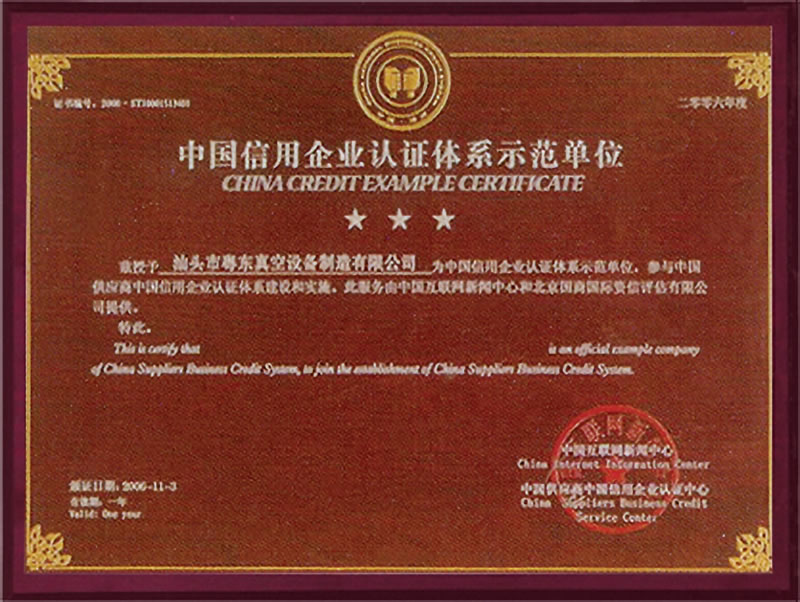 证书编号：2006 - ST30001513401
二零零六年度
中国信用企业认证体系示范单位
CHINA CREDIT EXAMPLE CERTIFICATE
兹授予 汕头市粤东真空设备制造有限公司 为中国信用企业认证体系示范单位，参与中国
供应商中国信用企业认证体系建设和实施。此服务由中国互联网新闻中心和北京国商国际资信评估有限公
司提供。
特此。
This is certify that is an official example company
of China Suppliers Business Credit System, to join the establishment of China Suppliers Business Credit System.
中国互联网新闻中心
China Internet Information Center
颁证日期：2006-11-3
中国供应商中国信用企业认证中心
有效期：一年
China Suppliers Business Credit
Valid: One year
Service Center